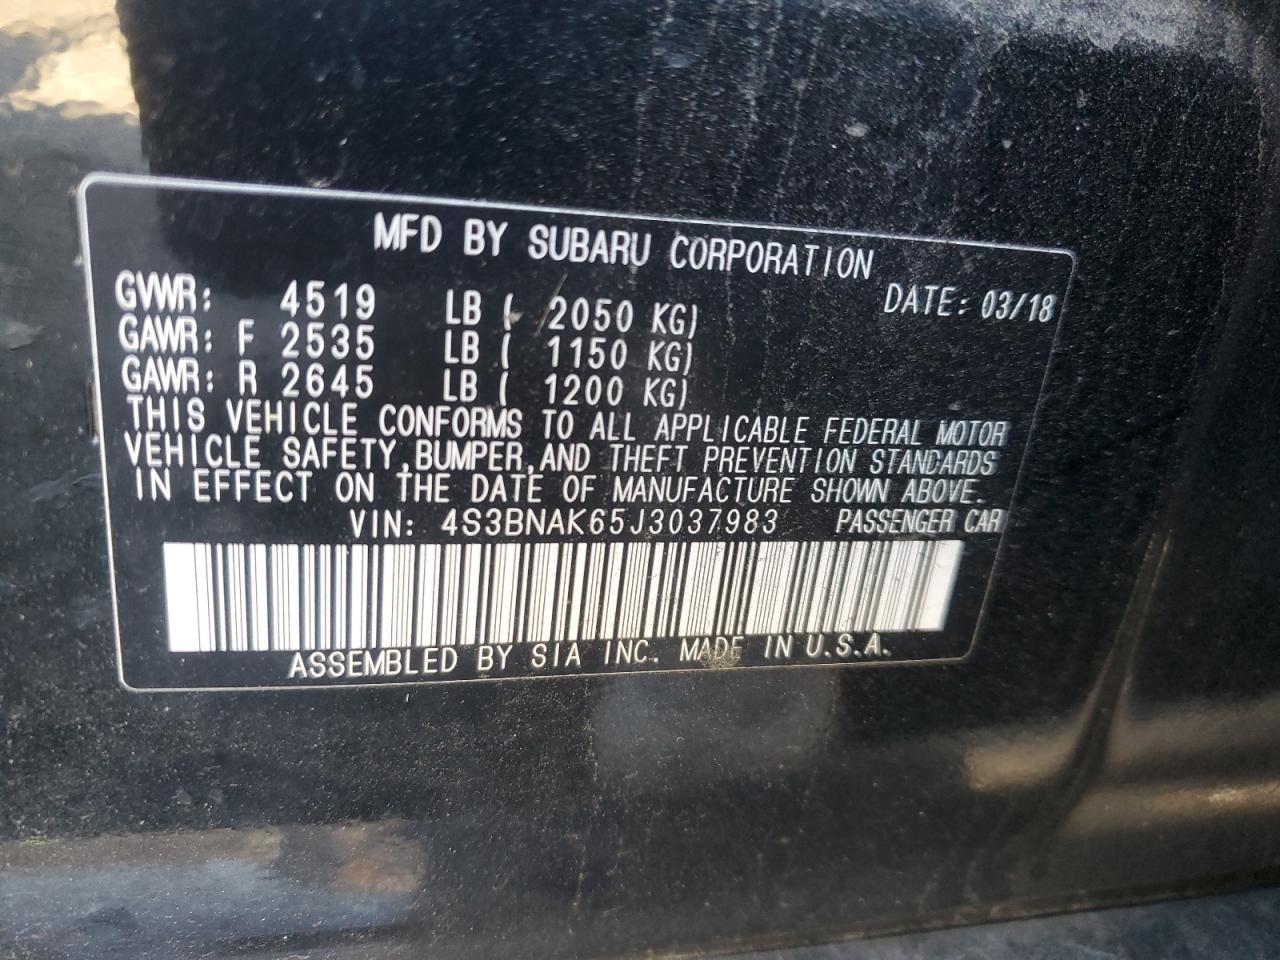 MFD BY SUBARU CORPORATION
GVWR: 4519 LB ( 2050 KG) DATE: 03/18
GAWR: F 2535 LB ( 1150 KG)
GAWR: R 2645 LB ( 1200 KG)
THIS VEHICLE CONFORMS TO ALL APPLICABLE FEDERAL MOTOR
VEHICLE SAFETY,BUMPER,AND THEFT PREVENTION STANDARDS
IN EFFECT ON THE DATE OF MANUFACTURE SHOWN ABOVE.
VIN: 4S3BNAK65J3037983 PASSENGER CAR
ASSEMBLED BY SIA INC. MADE IN U.S.A.